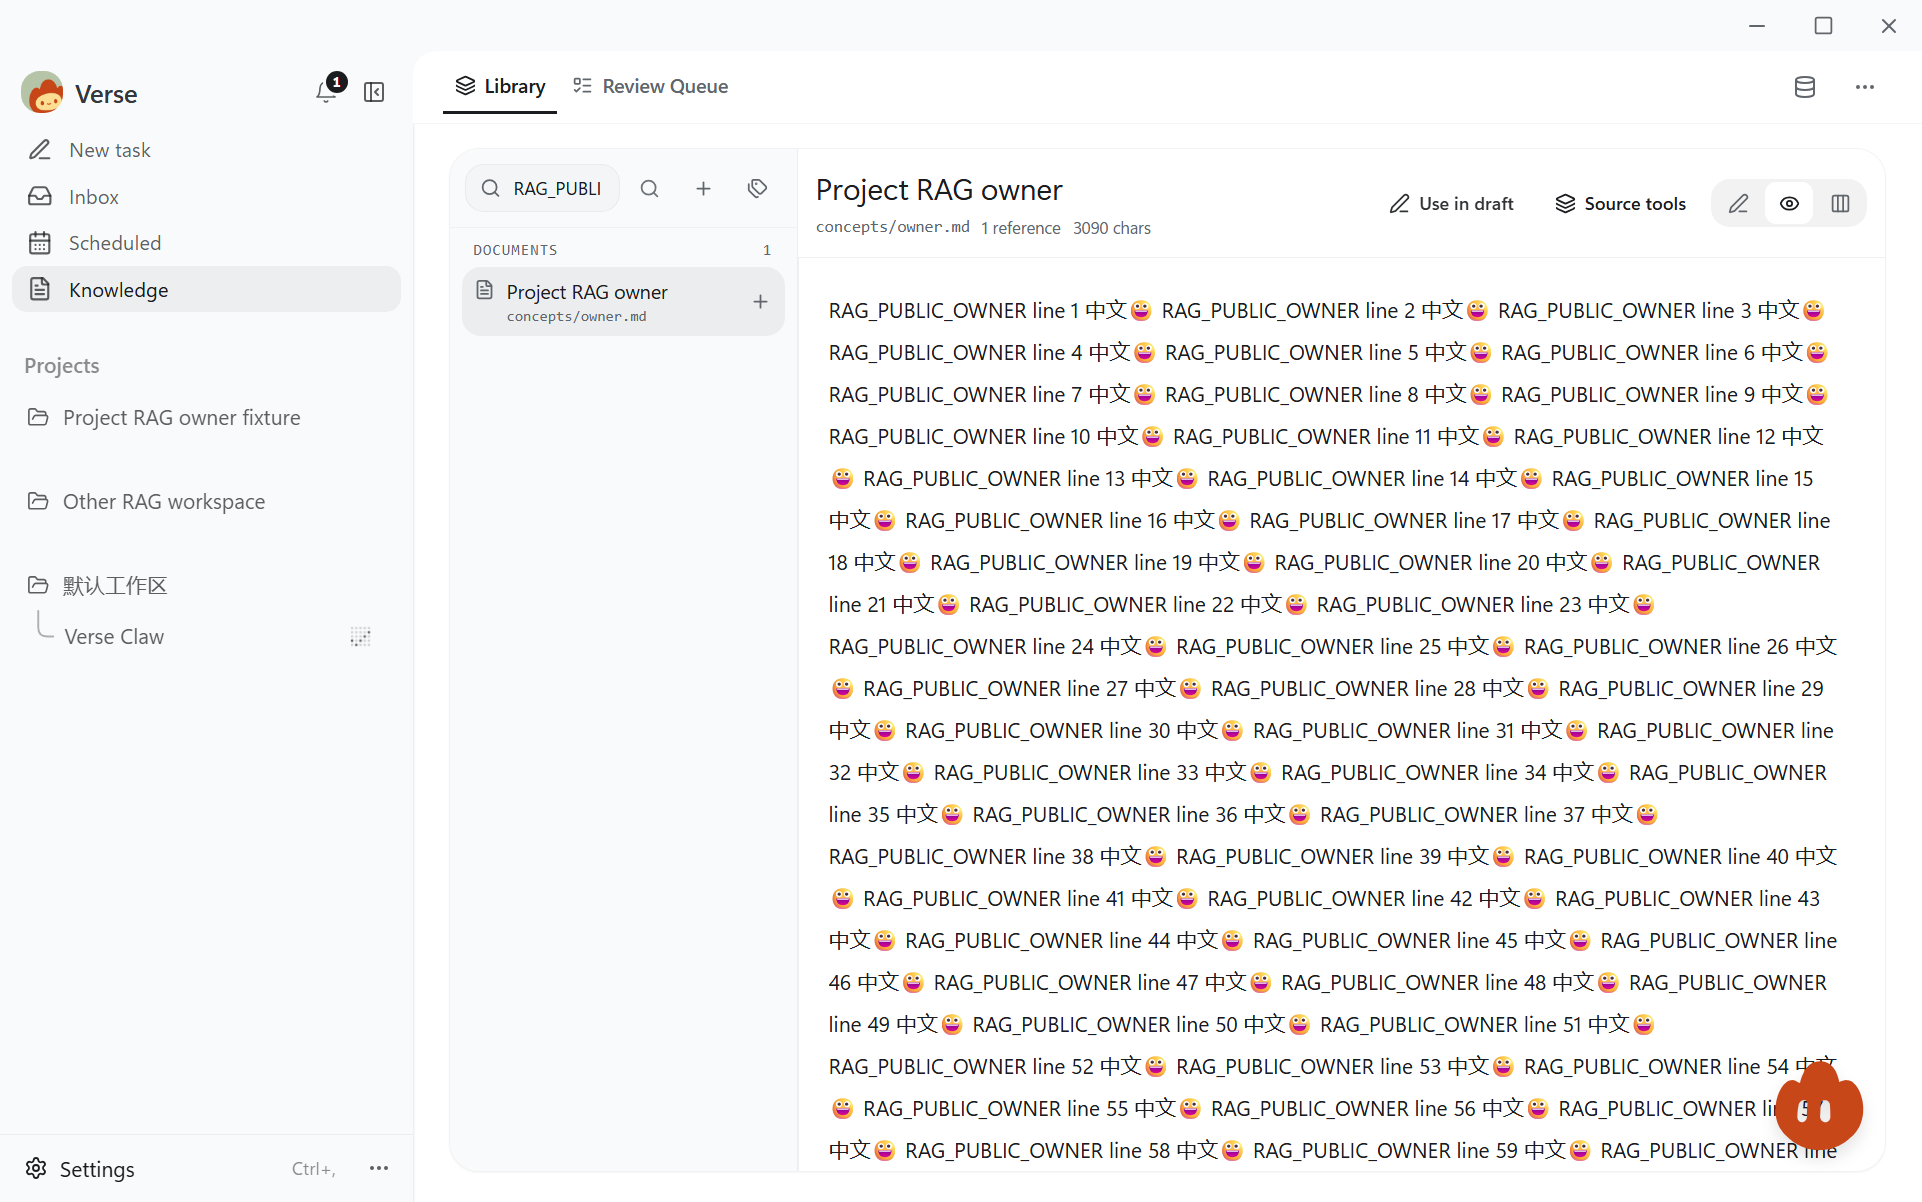 Verse
1
New task
Inbox
Scheduled
Knowledge
Projects
Project RAG owner fixture
Other RAG workspace
默认工作区
Verse Claw
Settings
Ctrl+,
Library
Review Queue
RAG_PUBLI
DOCUMENTS 1
Project RAG owner
concepts/owner.md
Project RAG owner
concepts/owner.md 1 reference 3090 chars
Use in draft
Source tools
RAG_PUBLIC_OWNER line 1 中文😀 RAG_PUBLIC_OWNER line 2 中文😀 RAG_PUBLIC_OWNER line 3 中文😀
RAG_PUBLIC_OWNER line 4 中文😀 RAG_PUBLIC_OWNER line 5 中文😀 RAG_PUBLIC_OWNER line 6 中文😀
RAG_PUBLIC_OWNER line 7 中文😀 RAG_PUBLIC_OWNER line 8 中文😀 RAG_PUBLIC_OWNER line 9 中文😀
RAG_PUBLIC_OWNER line 10 中文😀 RAG_PUBLIC_OWNER line 11 中文😀 RAG_PUBLIC_OWNER line 12 中文
😀 RAG_PUBLIC_OWNER line 13 中文😀 RAG_PUBLIC_OWNER line 14 中文😀 RAG_PUBLIC_OWNER line 15
中文😀 RAG_PUBLIC_OWNER line 16 中文😀 RAG_PUBLIC_OWNER line 17 中文😀 RAG_PUBLIC_OWNER line
18 中文😀 RAG_PUBLIC_OWNER line 19 中文😀 RAG_PUBLIC_OWNER line 20 中文😀 RAG_PUBLIC_OWNER
line 21 中文😀 RAG_PUBLIC_OWNER line 22 中文😀 RAG_PUBLIC_OWNER line 23 中文😀
RAG_PUBLIC_OWNER line 24 中文😀 RAG_PUBLIC_OWNER line 25 中文😀 RAG_PUBLIC_OWNER line 26 中文
😀 RAG_PUBLIC_OWNER line 27 中文😀 RAG_PUBLIC_OWNER line 28 中文😀 RAG_PUBLIC_OWNER line 29
中文😀 RAG_PUBLIC_OWNER line 30 中文😀 RAG_PUBLIC_OWNER line 31 中文😀 RAG_PUBLIC_OWNER line
32 中文😀 RAG_PUBLIC_OWNER line 33 中文😀 RAG_PUBLIC_OWNER line 34 中文😀 RAG_PUBLIC_OWNER
line 35 中文😀 RAG_PUBLIC_OWNER line 36 中文😀 RAG_PUBLIC_OWNER line 37 中文😀
RAG_PUBLIC_OWNER line 38 中文😀 RAG_PUBLIC_OWNER line 39 中文😀 RAG_PUBLIC_OWNER line 40 中文
😀 RAG_PUBLIC_OWNER line 41 中文😀 RAG_PUBLIC_OWNER line 42 中文😀 RAG_PUBLIC_OWNER line 43
中文😀 RAG_PUBLIC_OWNER line 44 中文😀 RAG_PUBLIC_OWNER line 45 中文😀 RAG_PUBLIC_OWNER line
46 中文😀 RAG_PUBLIC_OWNER line 47 中文😀 RAG_PUBLIC_OWNER line 48 中文😀 RAG_PUBLIC_OWNER
line 49 中文😀 RAG_PUBLIC_OWNER line 50 中文😀 RAG_PUBLIC_OWNER line 51 中文😀
RAG_PUBLIC_OWNER line 52 中文😀 RAG_PUBLIC_OWNER line 53 中文😀 RAG_PUBLIC_OWNER line 54 中文
😀 RAG_PUBLIC_OWNER line 55 中文😀 RAG_PUBLIC_OWNER line 56 中文😀 RAG_PUBLIC_OWNER
中文😀 RAG_PUBLIC_OWNER line 58 中文😀 RAG_PUBLIC_OWNER line 59 中文😀 RAG_PUBLIC_OWNER line